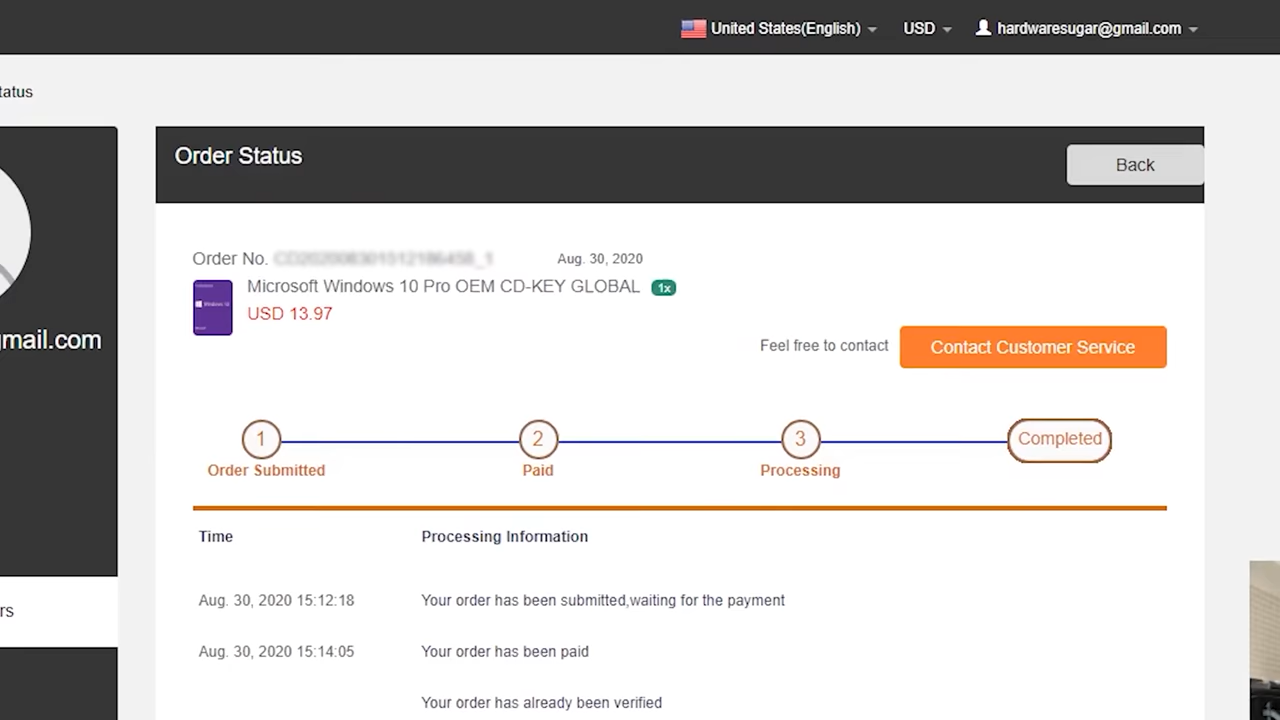 United States(English) USD hardwaresugar@gmail.com
tatus
Order Status
Back
Order No. Aug. 30, 2020
Microsoft Windows 10 Pro OEM CD-KEY GLOBAL 1x
USD 13.97
gmail.com
Feel free to contact Contact Customer Service
1 2 3 Completed
Order Submitted Paid Processing
Time Processing Information
Aug. 30, 2020 15:12:18 Your order has been submitted,waiting for the payment
rs
Aug. 30, 2020 15:14:05 Your order has been paid
Your order has already been verified